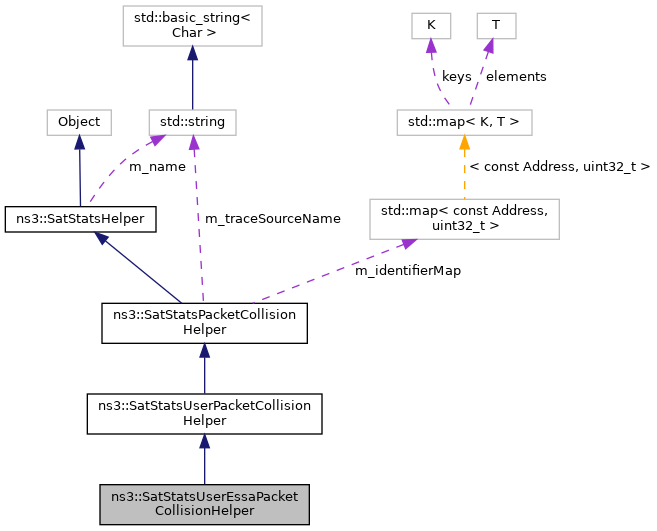 std::basic_string<
Char >
K
T
keys
elements
Object
std::string
std::map< K, T >
m_name
< const Address, uint32_t >
ns3::SatStatsHelper
m_traceSourceName
std::map< const Address,
uint32_t >
m_identifierMap
ns3::SatStatsPacketCollision
Helper
ns3::SatStatsUserPacketCollision
Helper
ns3::SatStatsUserEssaPacket
CollisionHelper